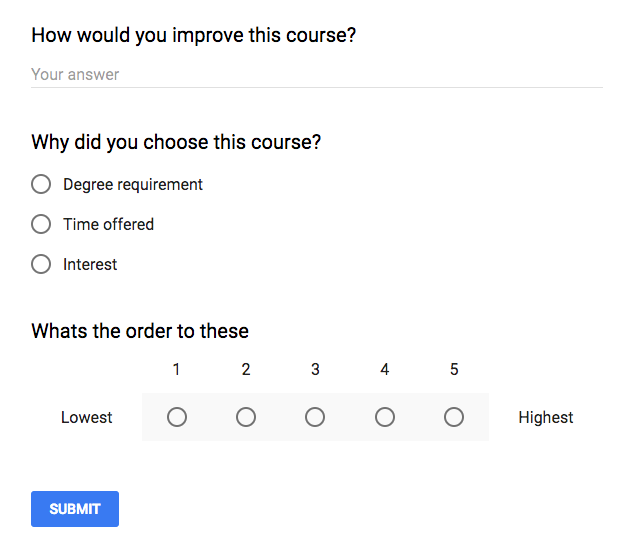 How would you improve this course?
Your answer
Why did you choose this course?
Degree requirement
Time offered
Interest
Whats the order to these
1 2 3 4 5
Lowest Highest
SUBMIT